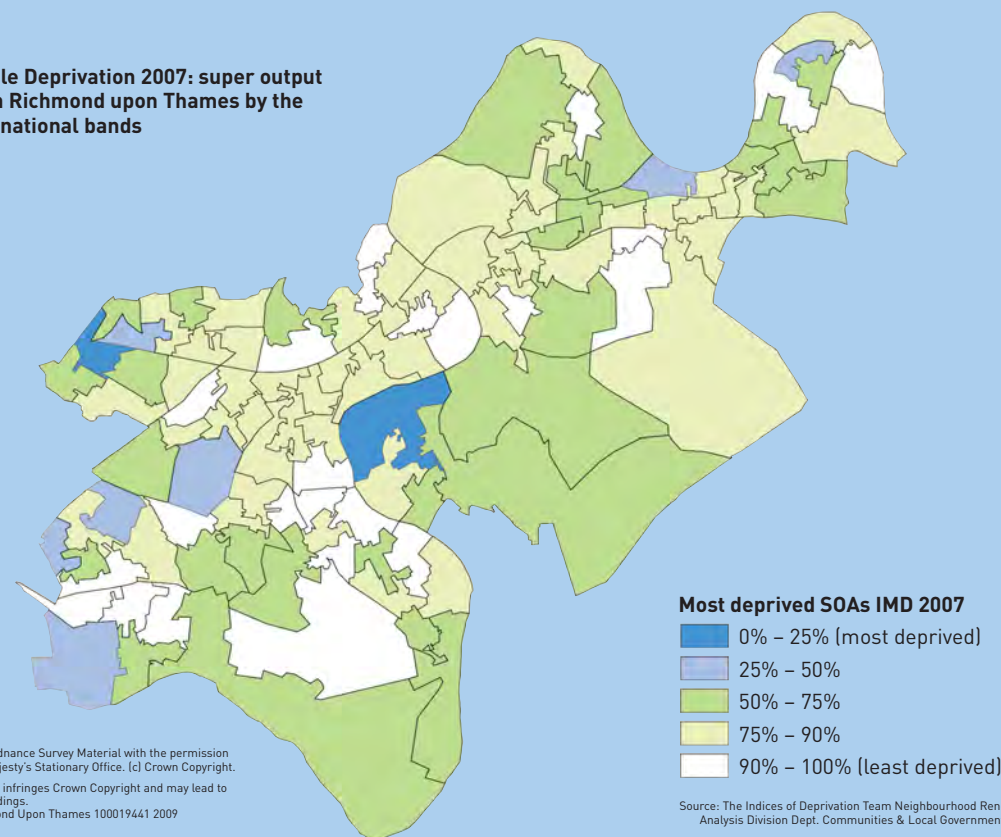 le Deprivation 2007: super output
Richmond upon Thames by the
national bands
Most deprived SOAs IMD 2007
0% – 25% (most deprived)
25% – 50%
50% – 75%
75% – 90%
90% – 100% (least deprived)
dnance Survey Material with the permission
jesty's Stationary Office. (c) Crown Copyright.
infringes Crown Copyright and may lead to
dings.
ond Upon Thames 100019441 2009
Source: The Indices of Deprivation Team Neighbourhood Ren
Analysis Division Dept. Communities & Local Governmen